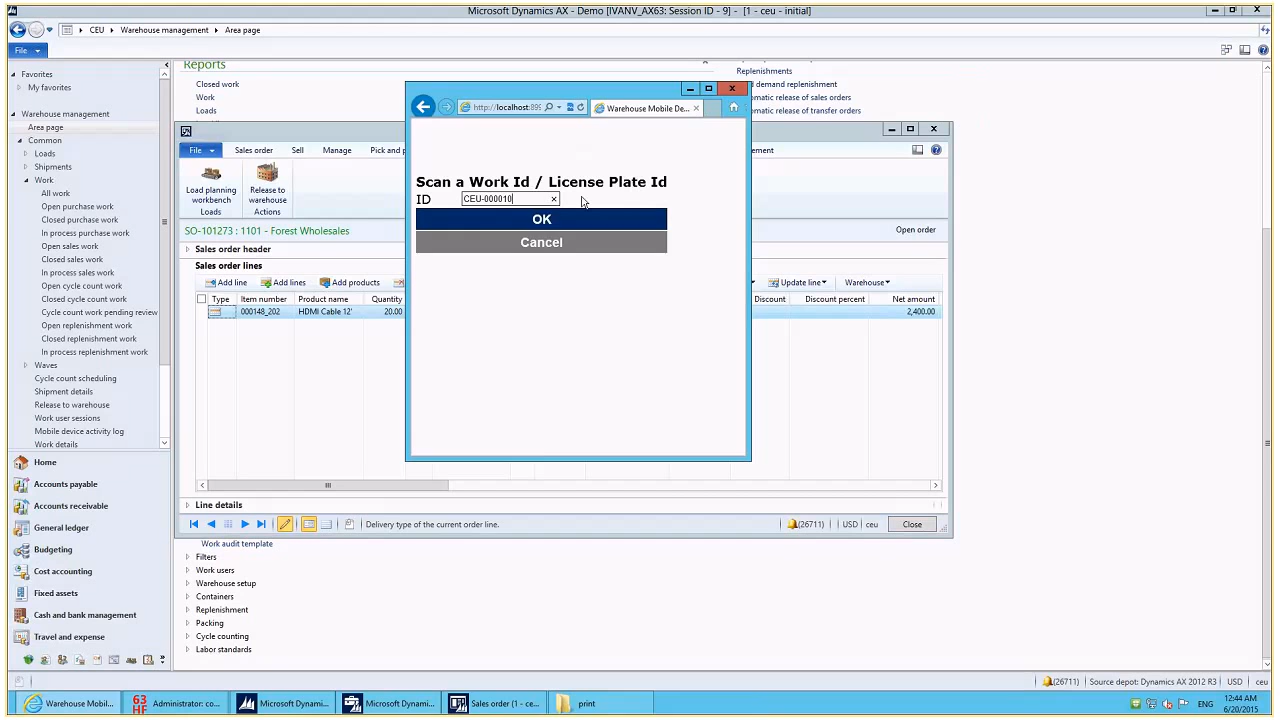 Microsoft Dynamics AX - Demo [IVANV_AX63: Session ID - 9] - [1 - ceu - initial]
CEU ▸ Warehouse management ▸ Area page
File
Favorites
My favorites
Warehouse management
Area page
Common
Loads
Shipments
Work
All work
Open purchase work
Closed purchase work
In process purchase work
Open sales work
Closed sales work
In process sales work
Open cycle count work
Closed cycle count work
Cycle count work pending review
Open replenishment work
Closed replenishment work
In process replenishment work
Waves
Cycle count scheduling
Shipment details
Release to warehouse
Work user sessions
Mobile device activity log
Work details
Home
Accounts payable
Accounts receivable
General ledger
Budgeting
Cost accounting
Fixed assets
Cash and bank management
Travel and expense
Reports
Closed work
Work
Loads
Replenishments
d demand replenishment
matic release of sales orders
matic release of transfer orders
File Sales order Sell Manage Pick and p
ement
Load planning workbench
Loads
Release to warehouse
Actions
SO-101273 : 1101 - Forest Wholesales
Open order
Sales order header
Sales order lines
Add line Add lines Add products
Update line Warehouse
Type Item number Product name Quantity
Discount Discount percent Net amount
000148_202 HDMI Cable 12' 20.00
2,400.00
Line details
Delivery type of the current order line.
(26711) USD ceu Close
http://localhost:899
Warehouse Mobile De...
Scan a Work Id / License Plate Id
ID CEU-000010
OK
Cancel
Work audit template
Filters
Work users
Warehouse setup
Containers
Replenishment
Packing
Cycle counting
Labor standards
(26711) Source depot: Dynamics AX 2012 R3 USD ceu
Warehouse Mobil...
63 HF
Administrator: co...
Microsoft Dynami...
Microsoft Dynami...
Sales order (1 - ce...
print
ENG
12:44 AM
6/20/2015